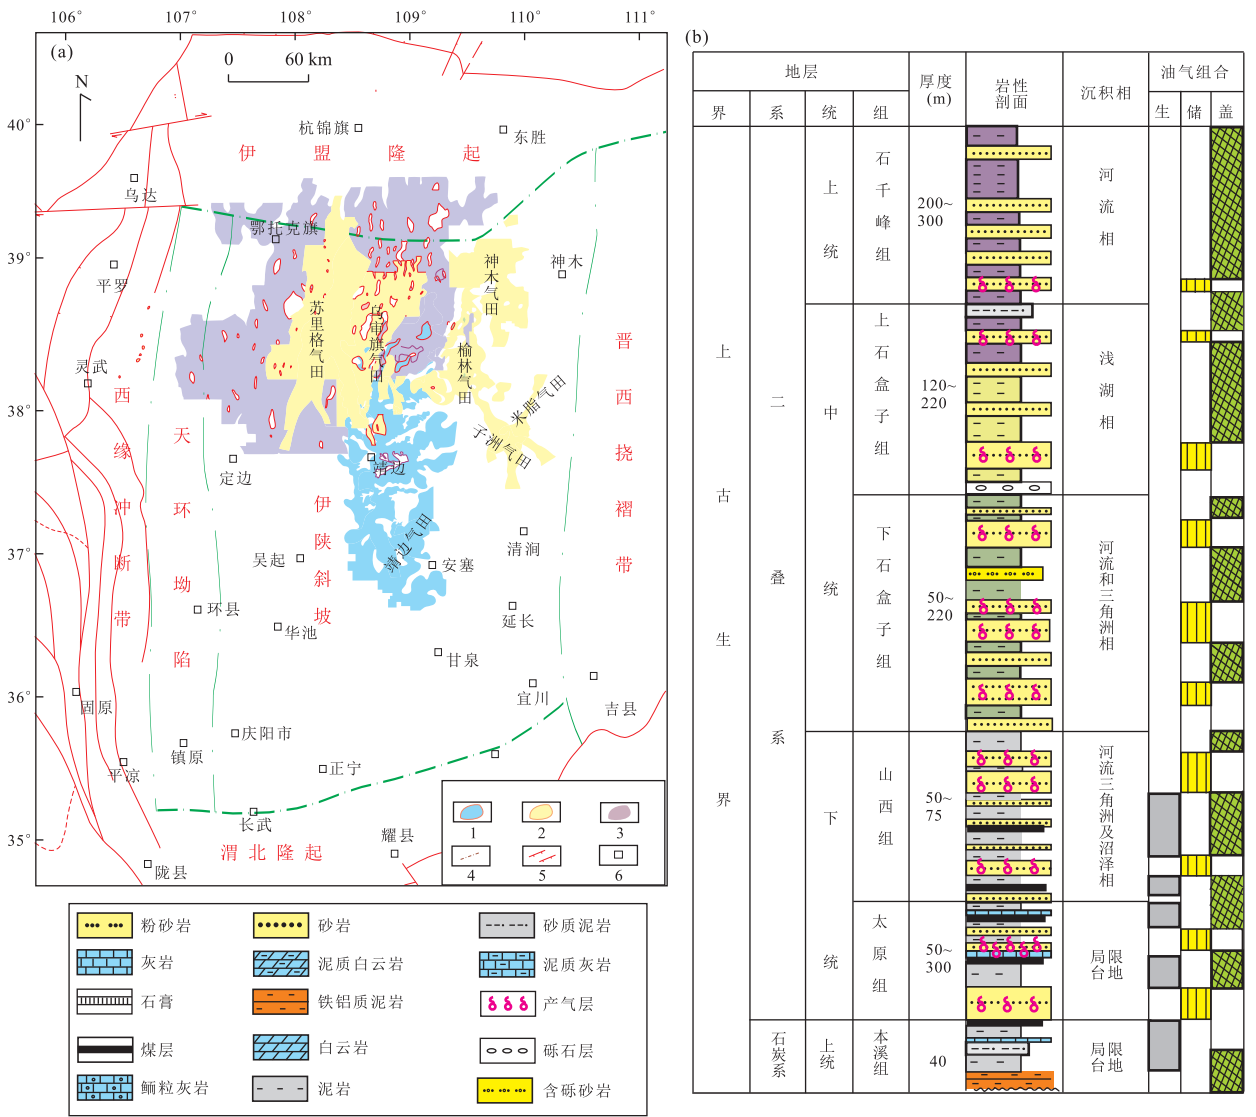 106°
107°
108°
109°
110°
111°
(a)
0
60 km
N
40°
39°
38°
37°
36°
35°
杭锦旗
东胜
伊盟隆起
乌达
鄂托克旗
神木
平罗
神木气田
苏里格气田
乌审旗气田
榆林气田
米脂气田
子洲气田
灵武
西缘冲断带
天环坳陷
晋西挠褶带
定边
靖边
伊陕斜坡
靖边气田
清涧
吴起
安塞
环县
延长
华池
甘泉
宜川
吉县
固原
庆阳市
镇原
平凉
正宁
长武
耀县
渭北隆起
陇县
1
2
3
4
5
6
粉砂岩
砂岩
砂质泥岩
灰岩
泥质白云岩
泥质灰岩
石膏
铁铝质泥岩
产气层
煤层
白云岩
砾石层
鲕粒灰岩
泥岩
含砾砂岩
(b)
地层
厚度
(m)
岩性
剖面
沉积相
油气组合
界
系
统
组
生
储
盖
上古生界
二叠系
石炭系
上统
中统
下统
上统
石千峰组
200~
300
河流相
上石盒子组
120~
220
浅湖相
下石盒子组
50~
220
河流和三角洲相
山西组
50~
75
河流三角洲及沼泽相
太原组
50~
300
局限
台地
本溪组
40
局限
台地